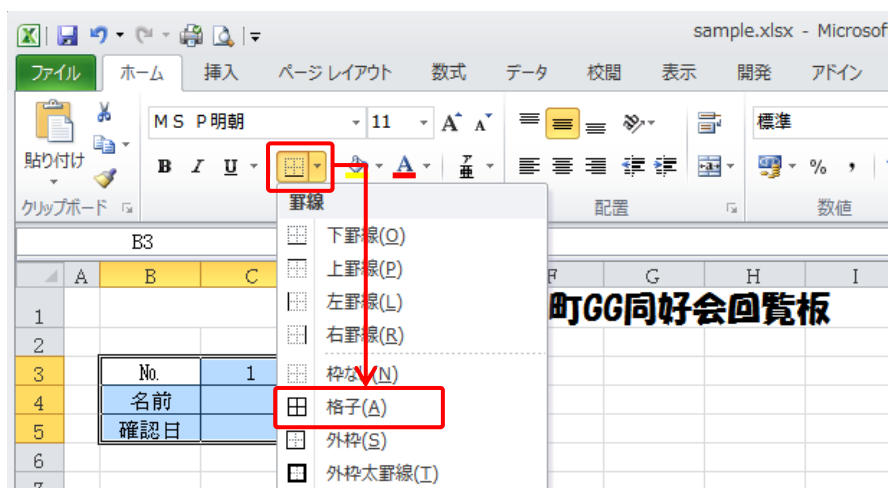 sample.xlsx - Microsof
ファイル ホーム 挿入 ページ レイアウト 数式 データ 校閲 表示 開発 アドイン
ＭＳ Ｐ明朝 11 A A 標準
貼り付け B I U A ア亜 % ,
クリップボード 配置 数値
罫線
B3
下罫線(O)
上罫線(P)
左罫線(L)
右罫線(R)
枠なし(N)
格子(A)
外枠(S)
外枠太罫線(T)
A B C F G H I
1 町GG同好会回覧板
2
3 No. 1
4 名前
5 確認日
6
7